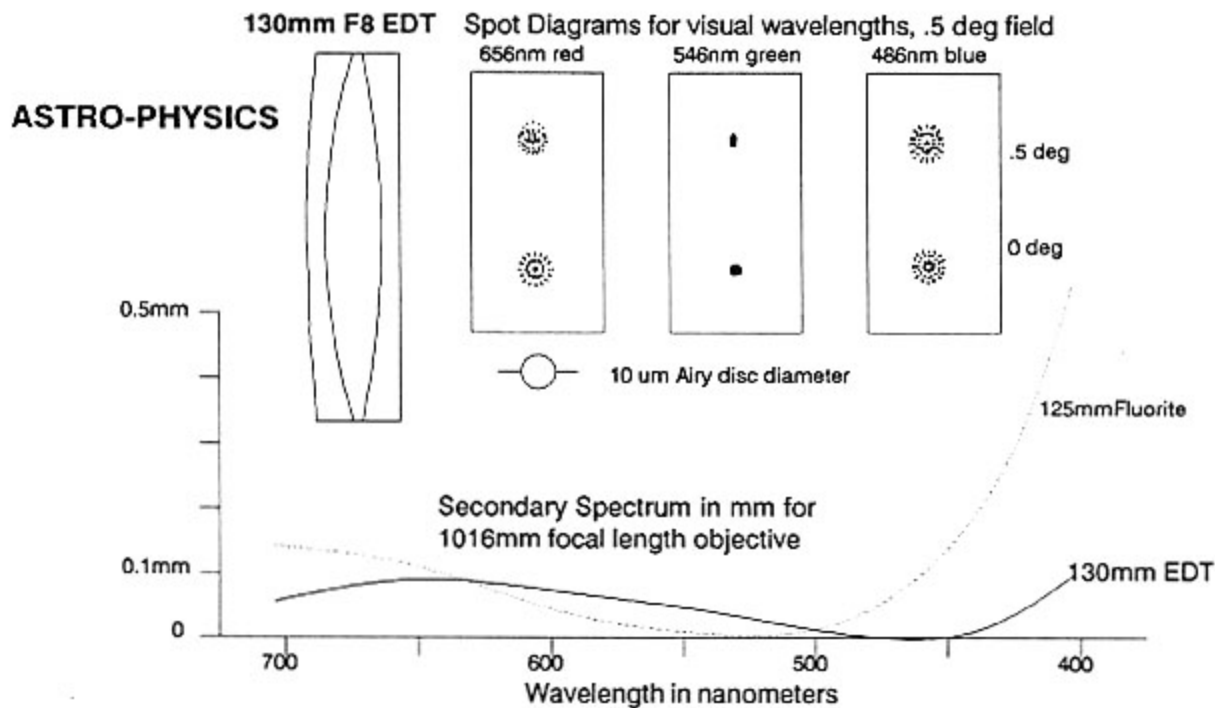 130mm F8 EDT
Spot Diagrams for visual wavelengths, .5 deg field
656nm red
546nm green
486nm blue
ASTRO-PHYSICS
.5 deg
0 deg
0.5mm
10 um Airy disc diameter
125mmFluorite
Secondary Spectrum in mm for
1016mm focal length objective
0.1mm
130mm EDT
0
700
600
500
400
Wavelength in nanometers